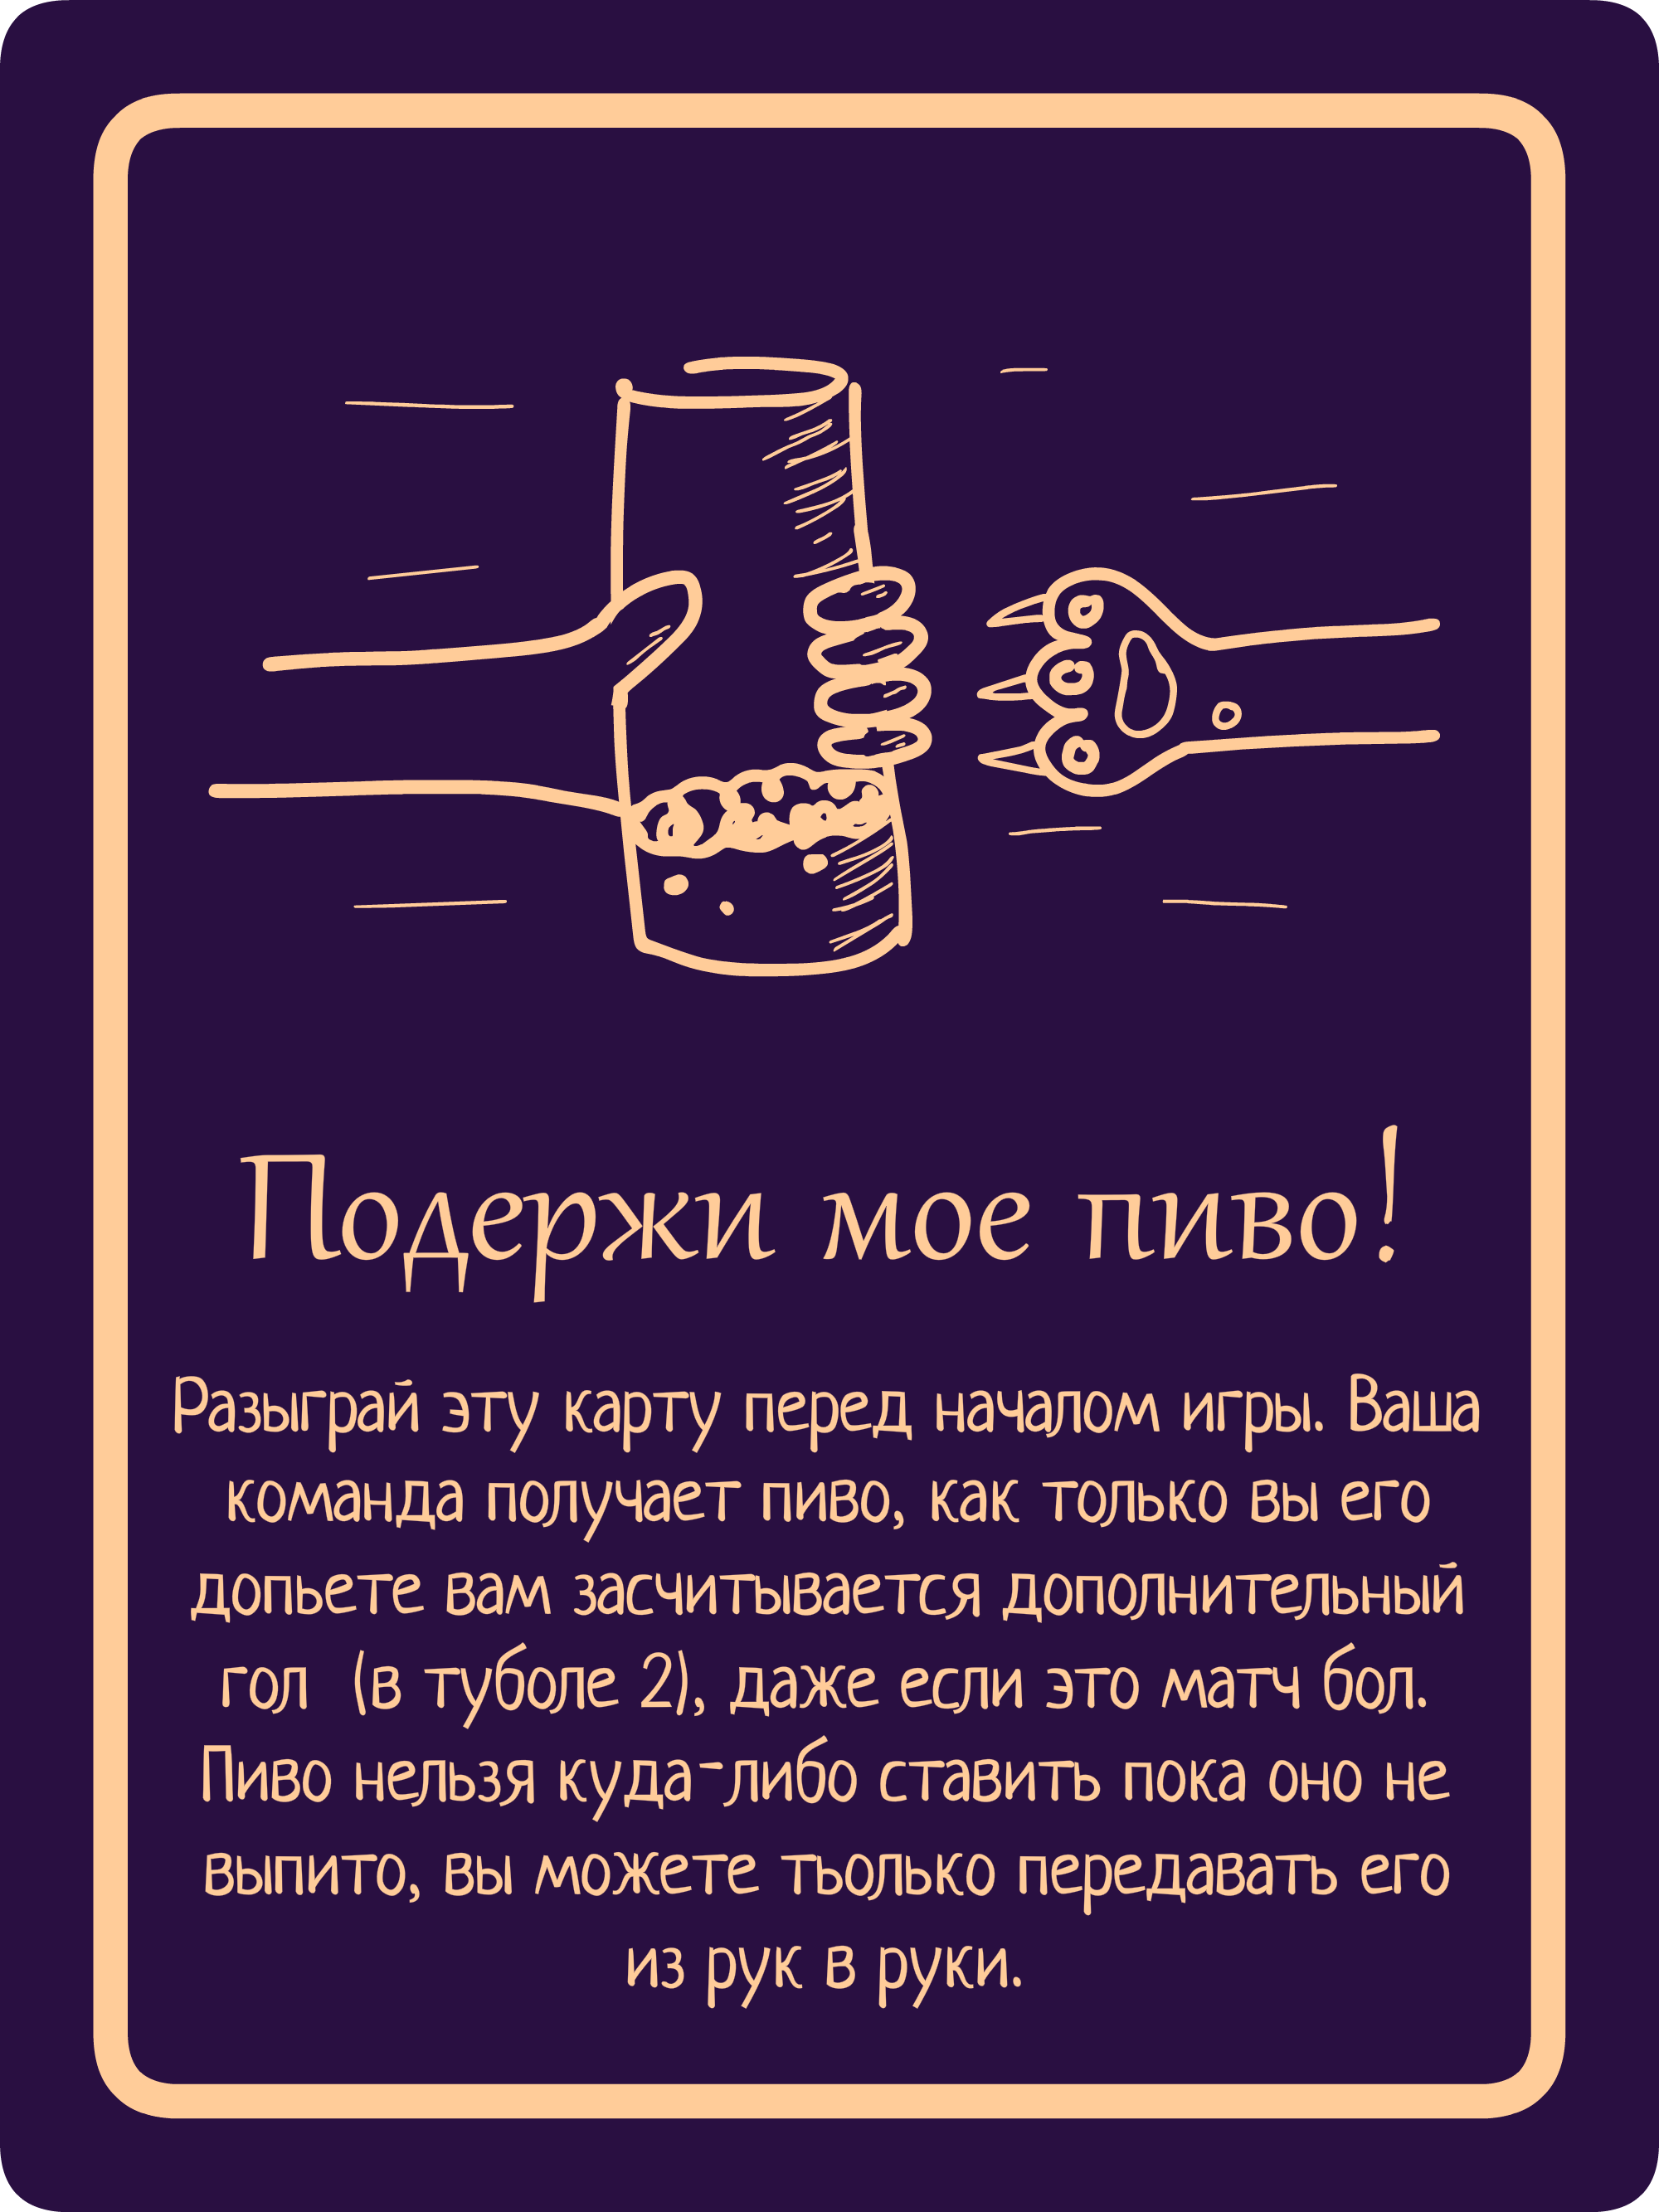 Подержи мое пиво!
Разыграй эту карту перед началом игры. Ваша
команда получает пиво, как только вы его
допьете вам засчитывается дополнительный
гол (в туболе 2), даже если это матч бол.
Пиво нельзя куда-либо ставить пока оно не
выпито, вы можете тьолько передавать его
из рук в руки.